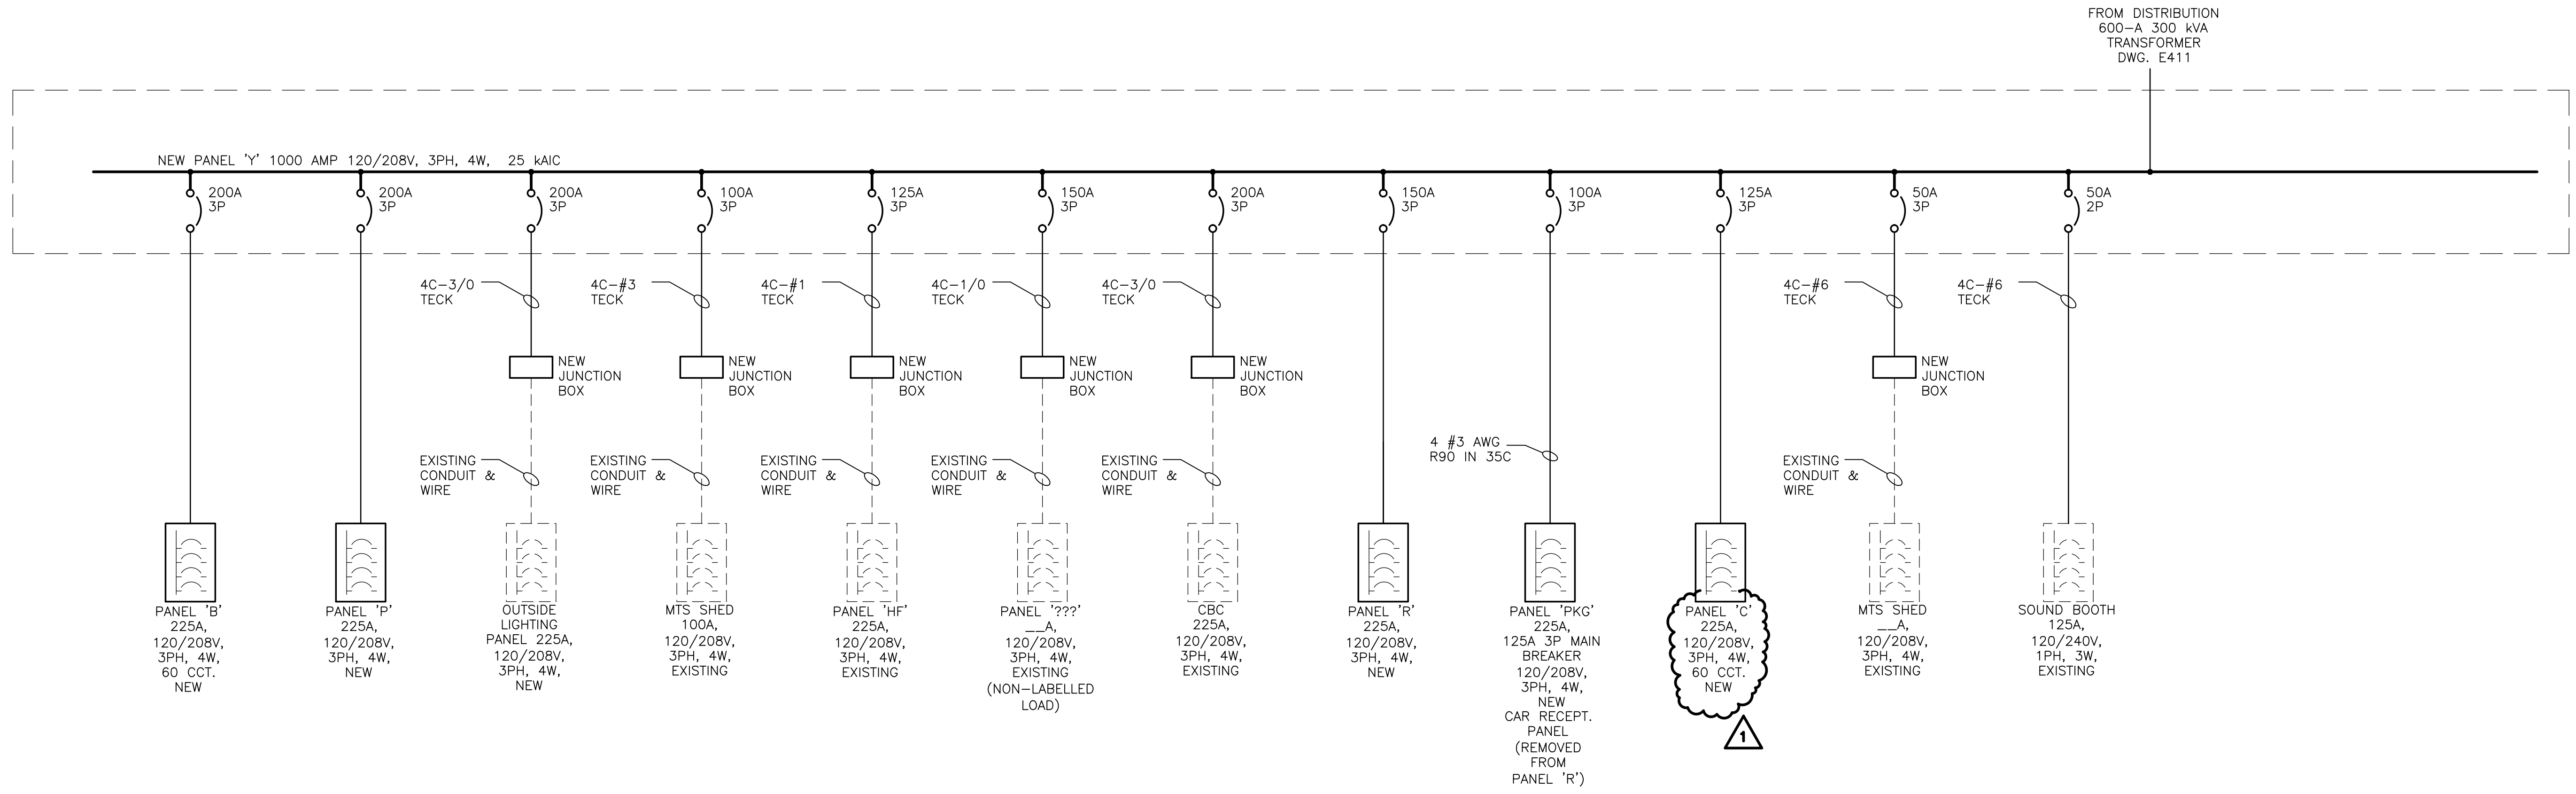 FROM DISTRIBUTION
600-A 300 kVA
TRANSFORMER
DWG. E411
NEW PANEL 'Y' 1000 AMP 120/208V, 3PH, 4W, 25 kAIC
200A
3P
200A
3P
200A
3P
100A
3P
125A
3P
150A
3P
200A
3P
150A
3P
100A
3P
125A
3P
50A
3P
50A
2P
4C-3/0
TECK
4C-#3
TECK
4C-#1
TECK
4C-1/0
TECK
4C-3/0
TECK
4C-#6
TECK
4C-#6
TECK
NEW
JUNCTION
BOX
NEW
JUNCTION
BOX
NEW
JUNCTION
BOX
NEW
JUNCTION
BOX
NEW
JUNCTION
BOX
NEW
JUNCTION
BOX
4 #3 AWG
R90 IN 35C
EXISTING
CONDUIT &
WIRE
EXISTING
CONDUIT &
WIRE
EXISTING
CONDUIT &
WIRE
EXISTING
CONDUIT &
WIRE
EXISTING
CONDUIT &
WIRE
EXISTING
CONDUIT &
WIRE
PANEL 'B'
225A,
120/208V,
3PH, 4W,
60 CCT.
NEW
PANEL 'P'
225A,
120/208V,
3PH, 4W,
NEW
OUTSIDE
LIGHTING
PANEL 225A,
120/208V,
3PH, 4W,
NEW
MTS SHED
100A,
120/208V,
3PH, 4W,
EXISTING
PANEL 'HF'
225A,
120/208V,
3PH, 4W,
EXISTING
PANEL '???'
__A,
120/208V,
3PH, 4W,
EXISTING
(NON-LABELLED
LOAD)
CBC
225A,
120/208V,
3PH, 4W,
EXISTING
PANEL 'R'
225A,
120/208V,
3PH, 4W,
NEW
PANEL 'PKG'
225A,
125A 3P MAIN
BREAKER
120/208V,
3PH, 4W,
NEW
CAR RECEPT.
PANEL
(REMOVED
FROM
PANEL 'R')
PANEL 'C'
225A,
120/208V,
3PH, 4W,
60 CCT.
NEW
1
MTS SHED
__A,
120/208V,
3PH, 4W,
EXISTING
SOUND BOOTH
125A,
120/240V,
1PH, 3W,
EXISTING